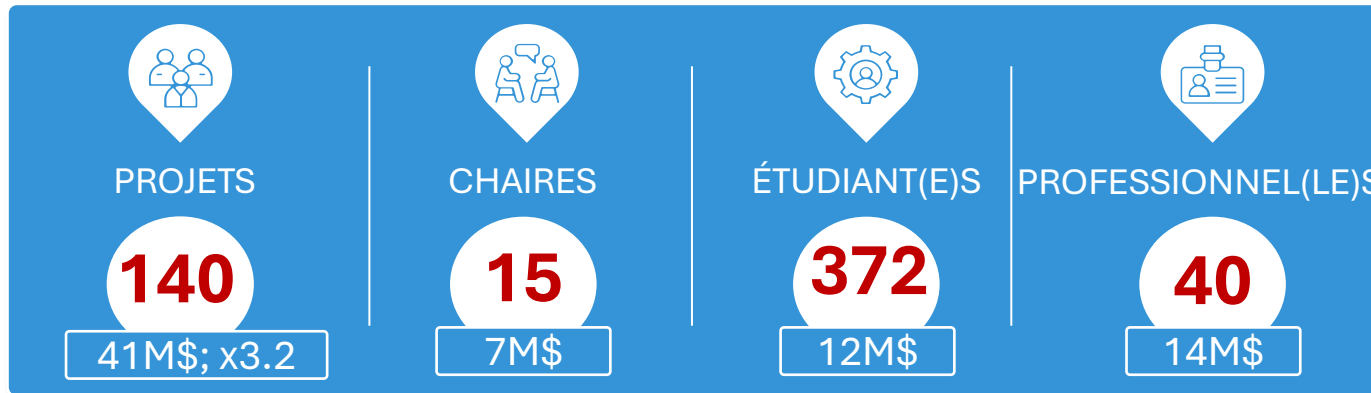 PROJETS
140
41M$; x3.2
CHAIRES
15
7M$
ÉTUDIANT(E)S
372
12M$
PROFESSIONNEL(LE)S
40
14M$